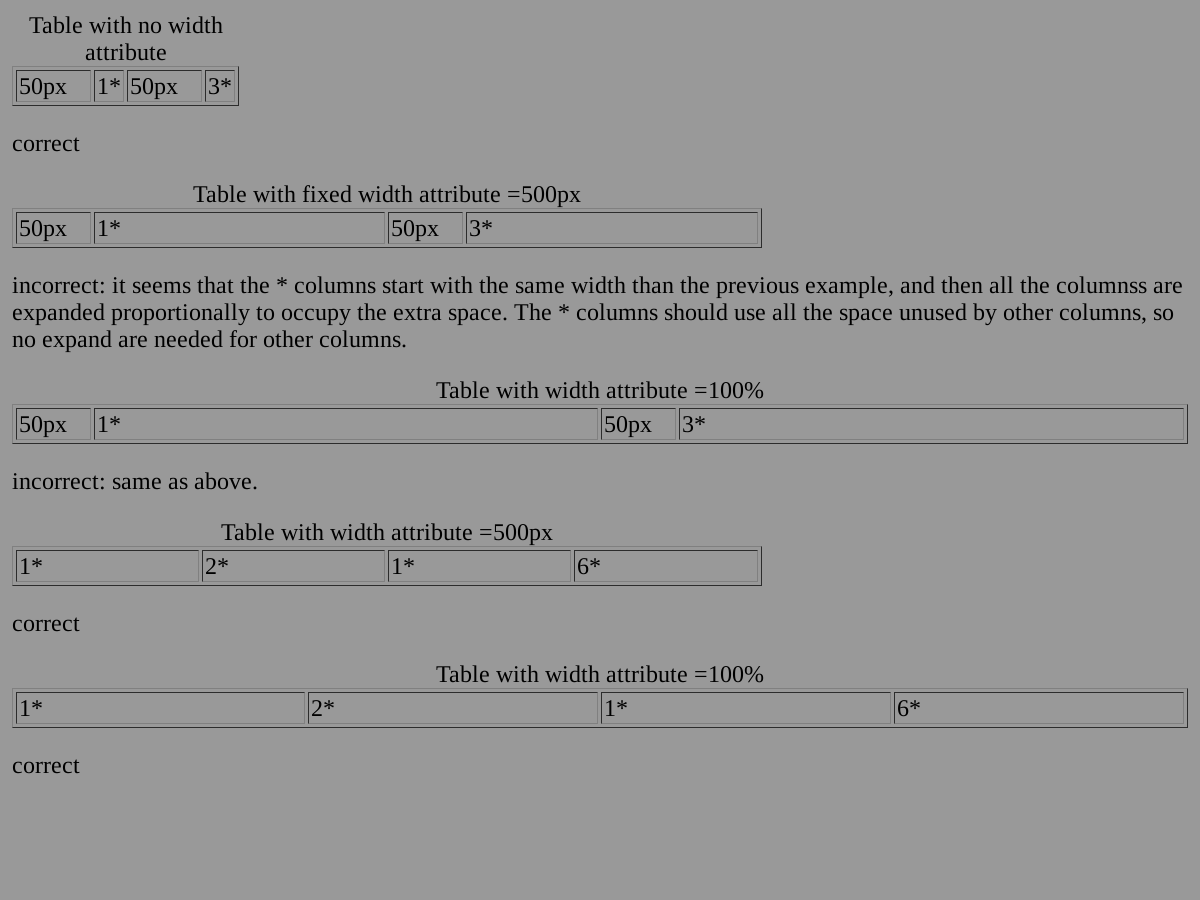 Table with no width
attribute
50px 1* 50px 3*
correct
Table with fixed width attribute =500px
50px 1* 50px 3*
incorrect: it seems that the * columns start with the same width than the previous example, and then all the columnss are
expanded proportionally to occupy the extra space. The * columns should use all the space unused by other columns, so
no expand are needed for other columns.
Table with width attribute =100%
50px 1* 50px 3*
incorrect: same as above.
Table with width attribute =500px
1* 2* 1* 6*
correct
Table with width attribute =100%
1* 2* 1* 6*
correct